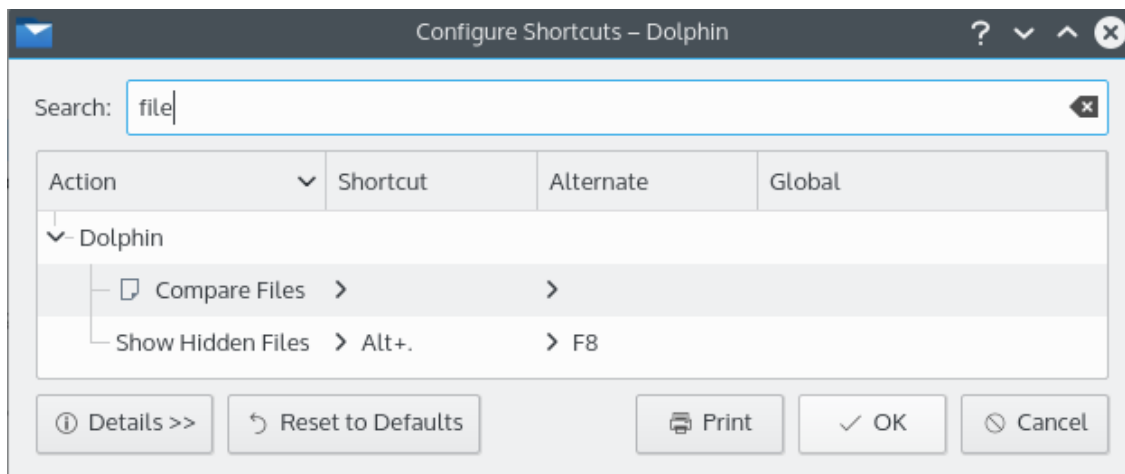 Configure Shortcuts – Dolphin
Search: file
Action Shortcut Alternate Global
Dolphin
Compare Files
Show Hidden Files Alt+. F8
Details >> Reset to Defaults Print OK Cancel